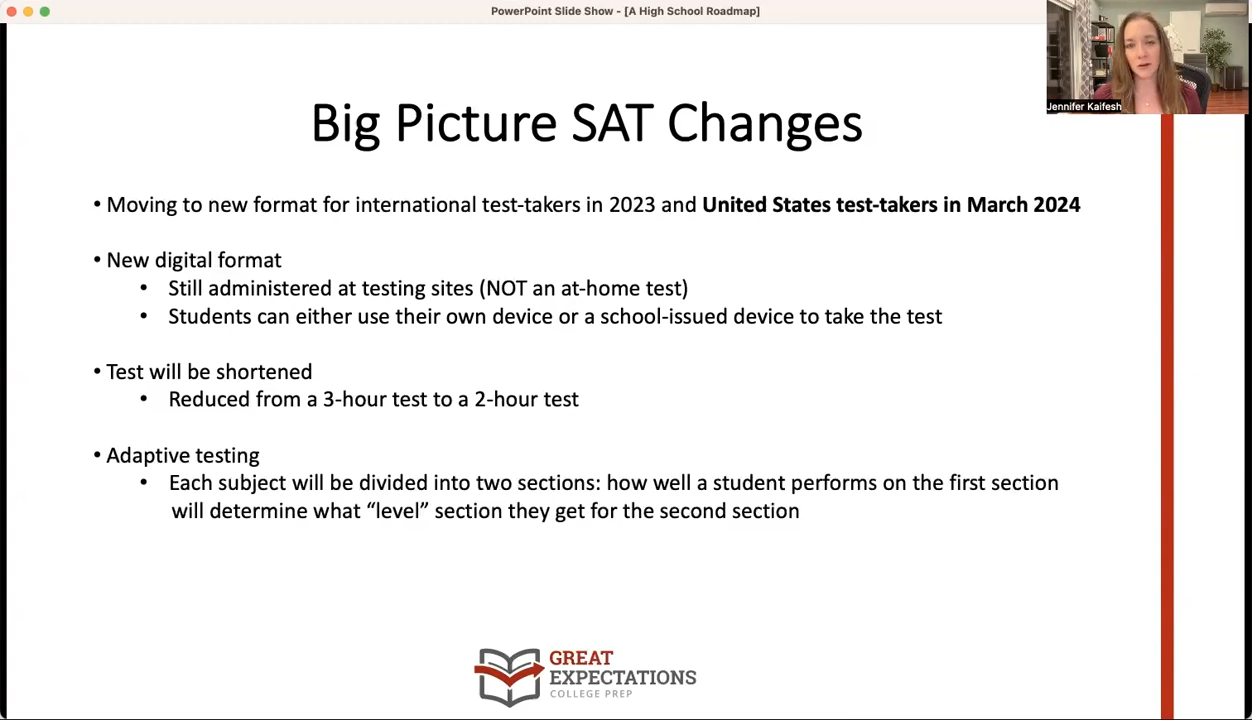 PowerPoint Slide Show - [A High School Roadmap]
Jennifer Kaifesh
Big Picture SAT Changes
• Moving to new format for international test-takers in 2023 and United States test-takers in March 2024
• New digital format
• Still administered at testing sites (NOT an at-home test)
• Students can either use their own device or a school-issued device to take the test
• Test will be shortened
• Reduced from a 3-hour test to a 2-hour test
• Adaptive testing
• Each subject will be divided into two sections: how well a student performs on the first section
will determine what “level” section they get for the second section
GREAT
EXPECTATIONS
COLLEGE PREP